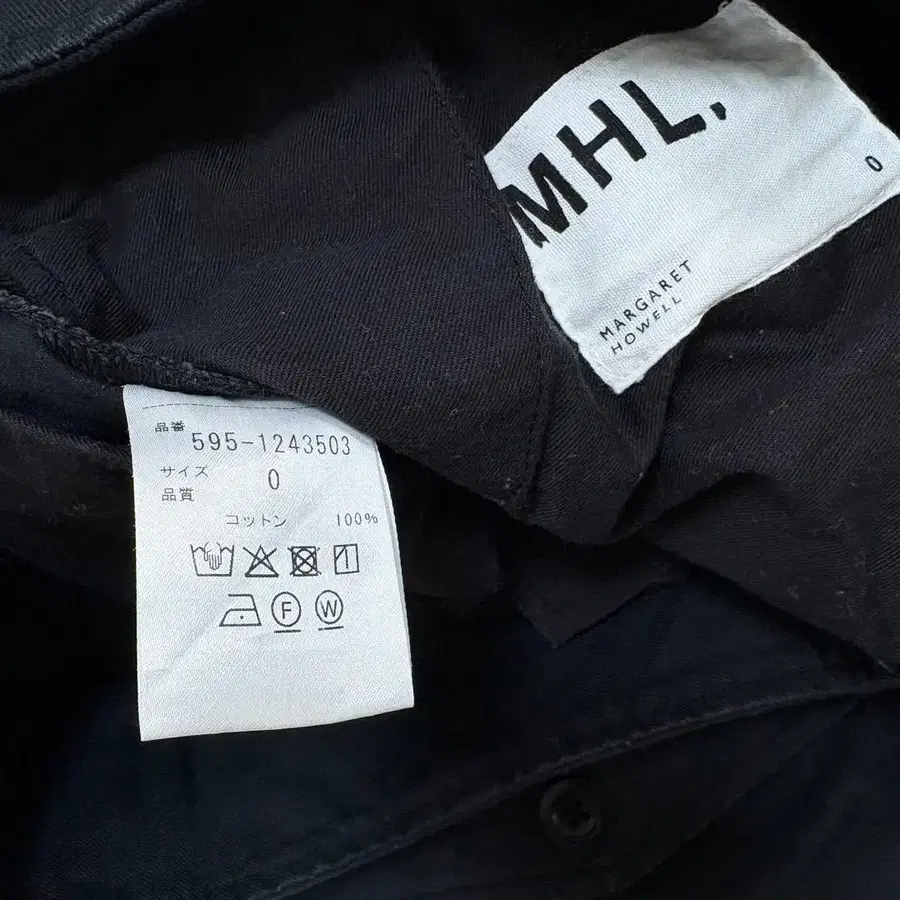 MHL.
0
MARGARET
HOWELL
品番
595-1243503
サイズ 0
品質
コットン 100%
F W